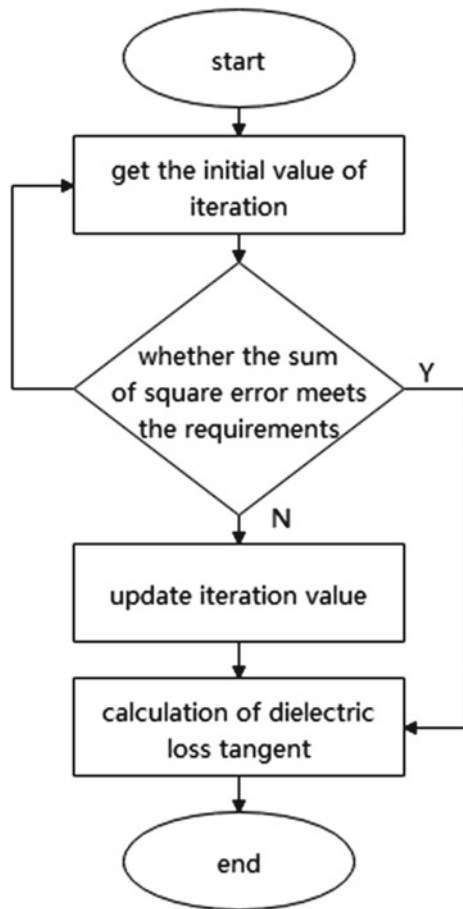 start
get the initial value of
iteration
whether the sum
of square error meets
the requirements
Y
N
update iteration value
calculation of dielectric
loss tangent
end